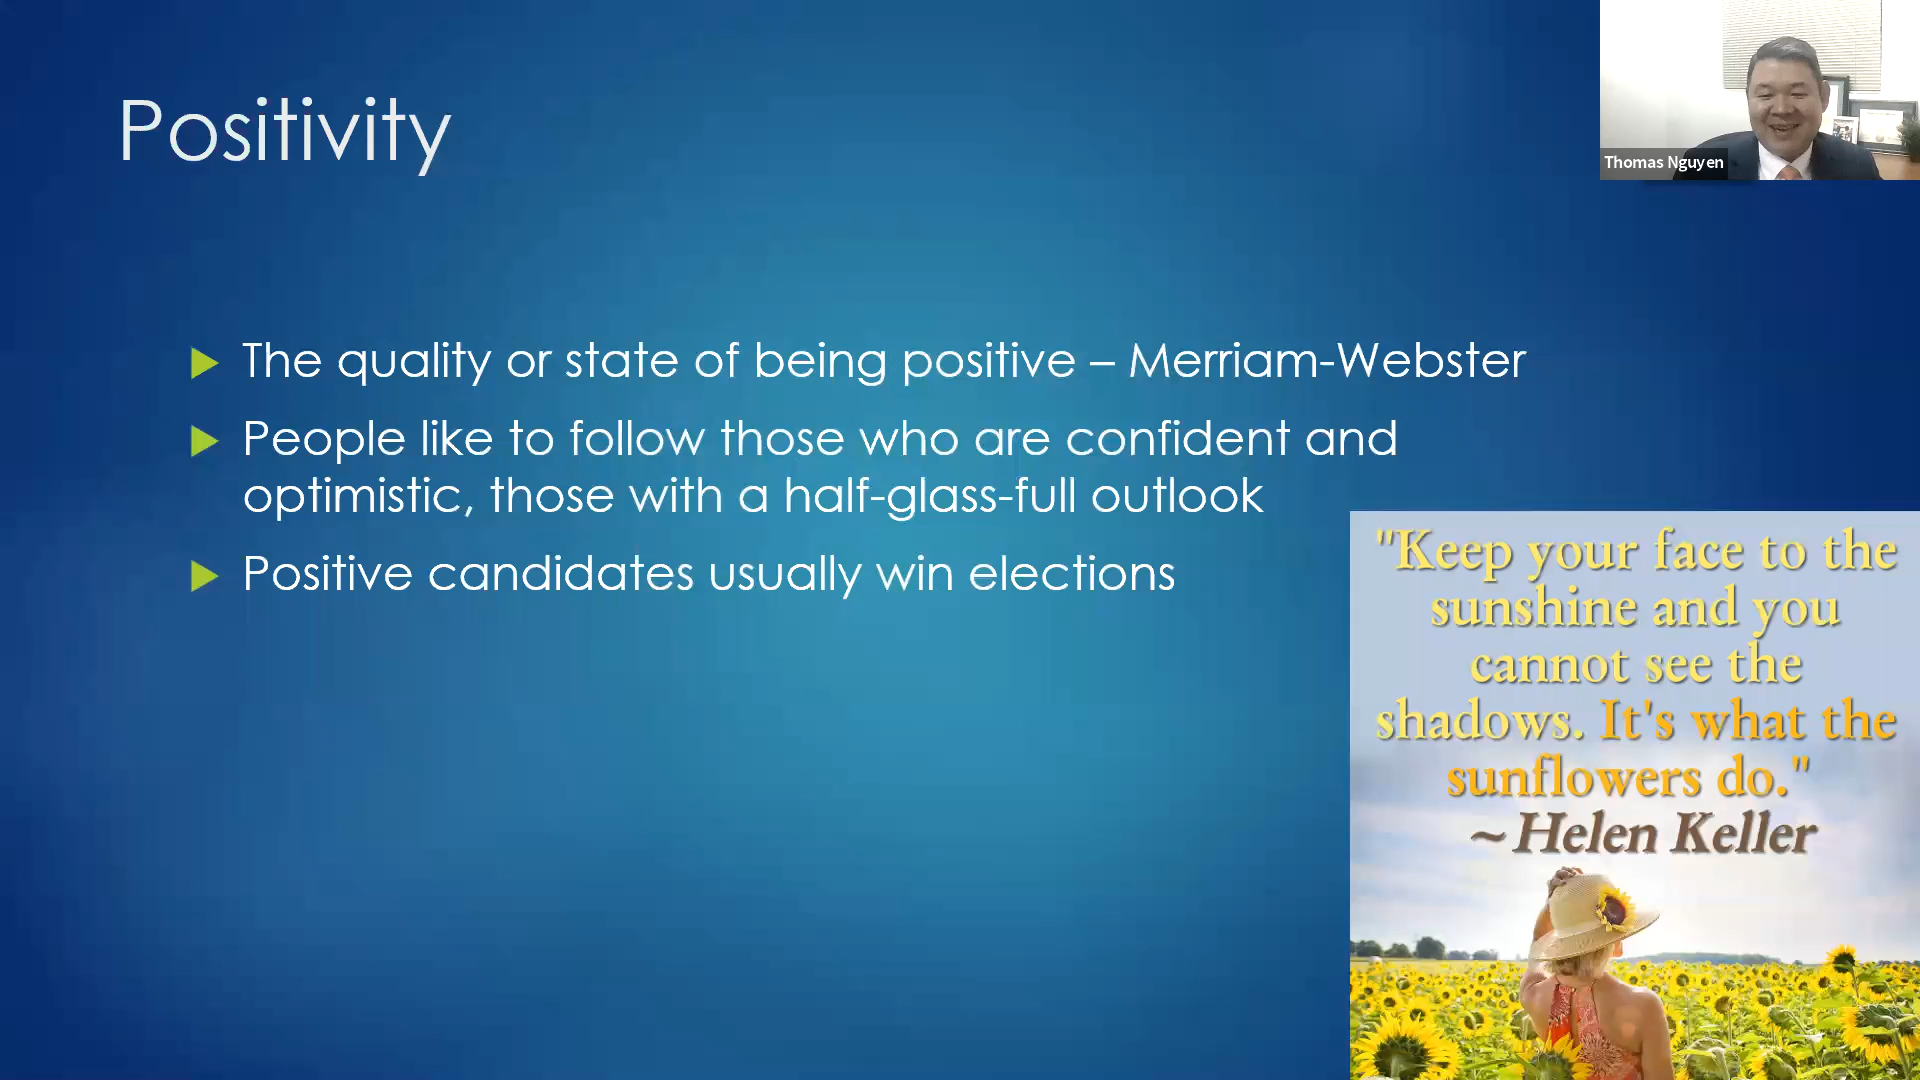 Positivity
Thomas Nguyen
The quality or state of being positive – Merriam-Webster
People like to follow those who are confident and
optimistic, those with a half-glass-full outlook
Positive candidates usually win elections
"Keep your face to the
sunshine and you
cannot see the
shadows. It's what the
sunflowers do."
~ Helen Keller